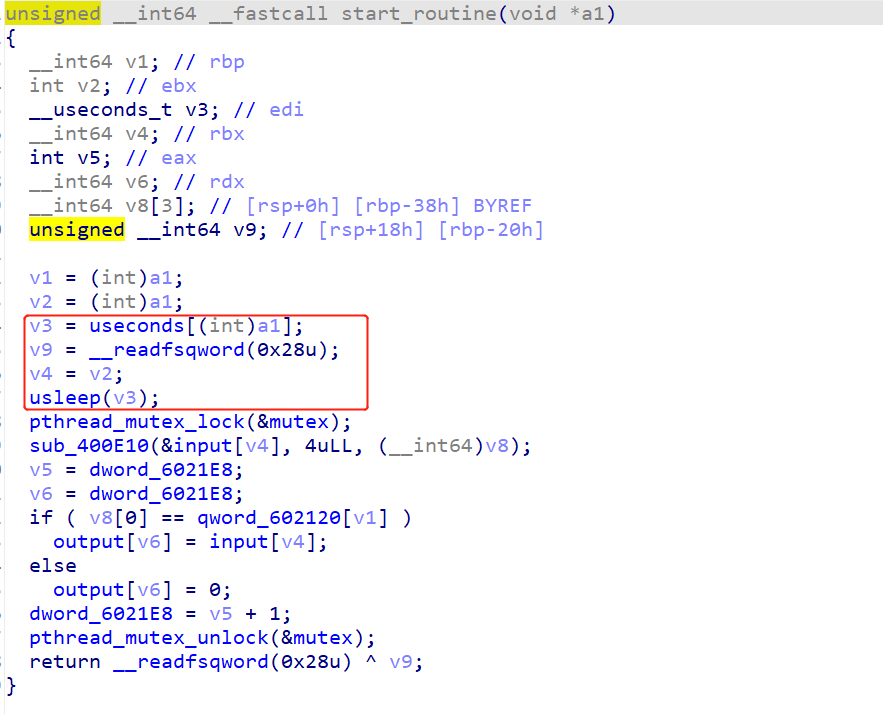 unsigned __int64 __fastcall start_routine(void *a1)
{
  __int64 v1; // rbp
  int v2; // ebx
  __useconds_t v3; // edi
  __int64 v4; // rbx
  int v5; // eax
  __int64 v6; // rdx
  __int64 v8[3]; // [rsp+0h] [rbp-38h] BYREF
  unsigned __int64 v9; // [rsp+18h] [rbp-20h]

  v1 = (int)a1;
  v2 = (int)a1;
  v3 = useconds[(int)a1];
  v9 = __readfsqword(0x28u);
  v4 = v2;
  usleep(v3);
  pthread_mutex_lock(&mutex);
  sub_400E10(&input[v4], 4uLL, (__int64)v8);
  v5 = dword_6021E8;
  v6 = dword_6021E8;
  if ( v8[0] == qword_602120[v1] )
    output[v6] = input[v4];
  else
    output[v6] = 0;
  dword_6021E8 = v5 + 1;
  pthread_mutex_unlock(&mutex);
  return __readfsqword(0x28u) ^ v9;
}